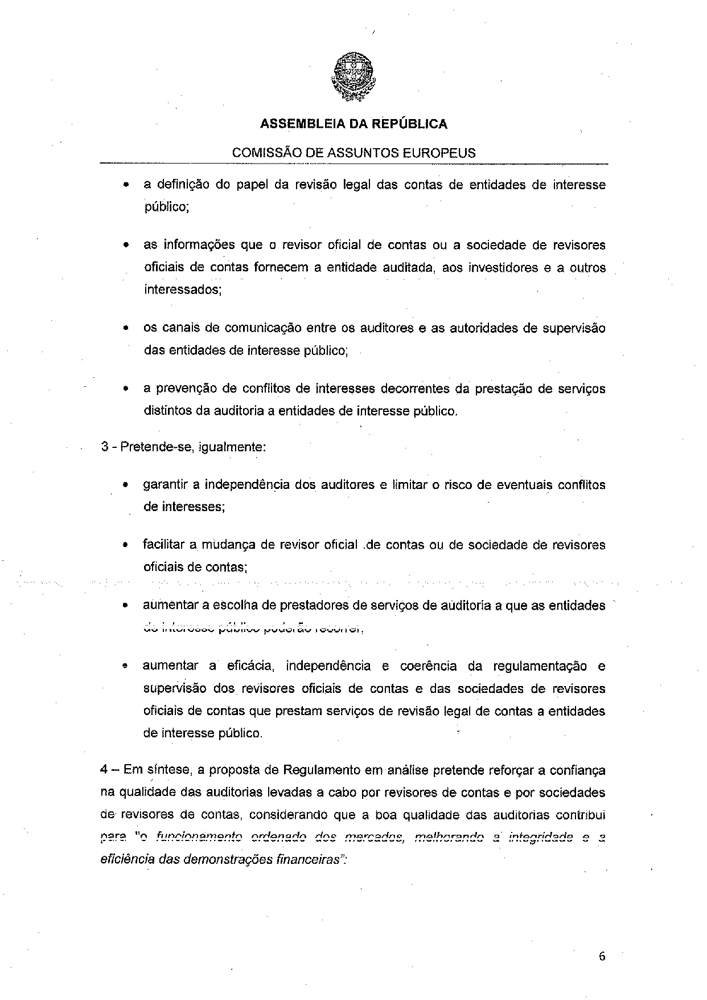 ASSEMBLEIA DA REPÚBLICA
COMISSÃO DE ASSUNTOS EUROPEUS
• a definição do papel da revisão legal das contas de entidades de interesse
público;
• as informações que o revisor oficial de contas ou a sociedade de revisores
oficiais de contas fornecem a entidade auditada, aos investidores e a outros
interessados;
• os canais de comunicação entre os auditores e as autoridades de supervisão
das entidades de interesse público;
• a prevenção de conflitos de interesses decorrentes da prestação de serviços
distintos da auditoria a entidades de interesse público.
3 - Pretende-se, igualmente:
• garantir a independência dos auditores e limitar o risco de eventuais conflitos
de interesses;
• facilitar a mudança de revisor oficial .de contas ou de sociedade de revisores
oficiais de contas;
• aumentar a escolha de prestadores de serviços de auditoria a que as entidades
de interesse público poderão recorrer;
• aumentar a eficácia, independência e coerência da regulamentação e
supervisão dos revisores oficiais de contas e das sociedades de revisores
oficiais de contas que prestam serviços de revisão legal de contas a entidades
de interesse público.
4 – Em síntese, a proposta de Regulamento em análise pretende reforçar a confiança
na qualidade das auditorias levadas a cabo por revisores de contas e por sociedades
de revisores de contas, considerando que a boa qualidade das auditorias contribui
para "o funcionamento ordenado dos mercados, melhorando a integridade e a
eficiência das demonstrações financeiras":
6